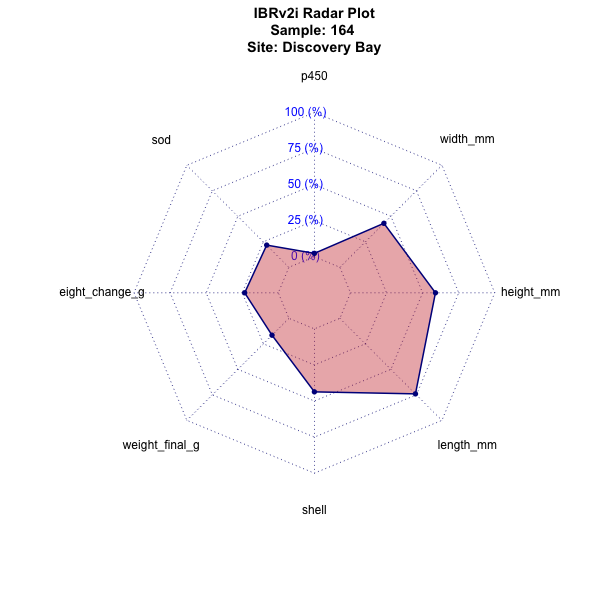 IBRv2i Radar Plot
Sample: 164
Site: Discovery Bay
p450
100 (%)
sod
width_mm
75 (%)
50 (%)
25 (%)
0 (%)
eight_change_g
height_mm
weight_final_g
length_mm
shell